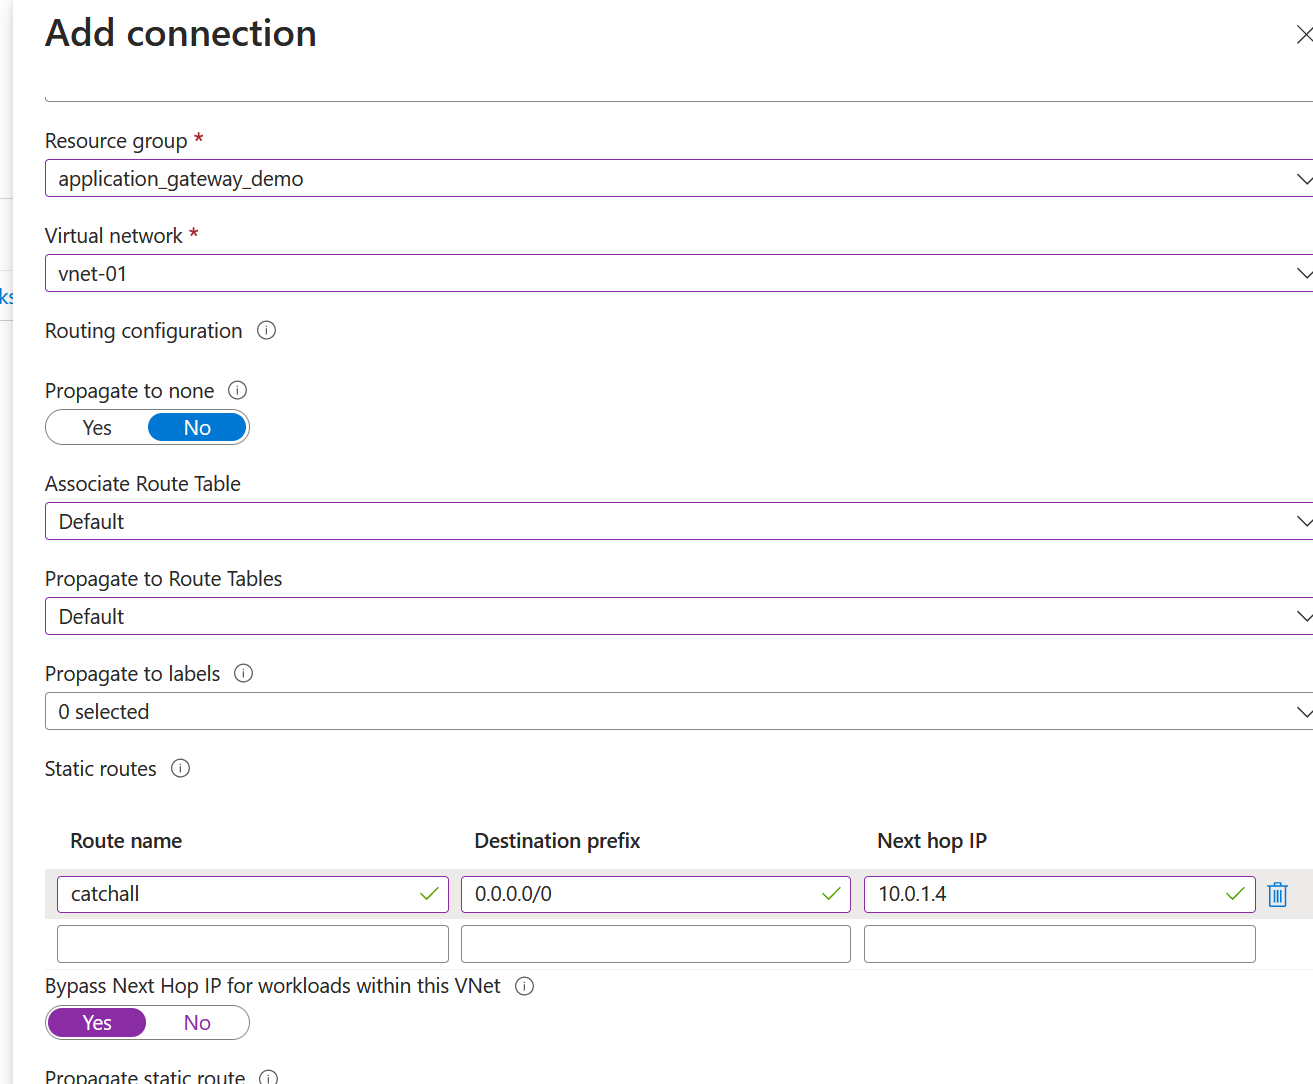 Add connection
Resource group *
application_gateway_demo
Virtual network *
vnet-01
ks
Routing configuration
Propagate to none
Yes No
Associate Route Table
Default
Propagate to Route Tables
Default
Propagate to labels
0 selected
Static routes
Route name Destination prefix Next hop IP
catchall 0.0.0.0/0 10.0.1.4
Bypass Next Hop IP for workloads within this VNet
Yes No
Propagate static route